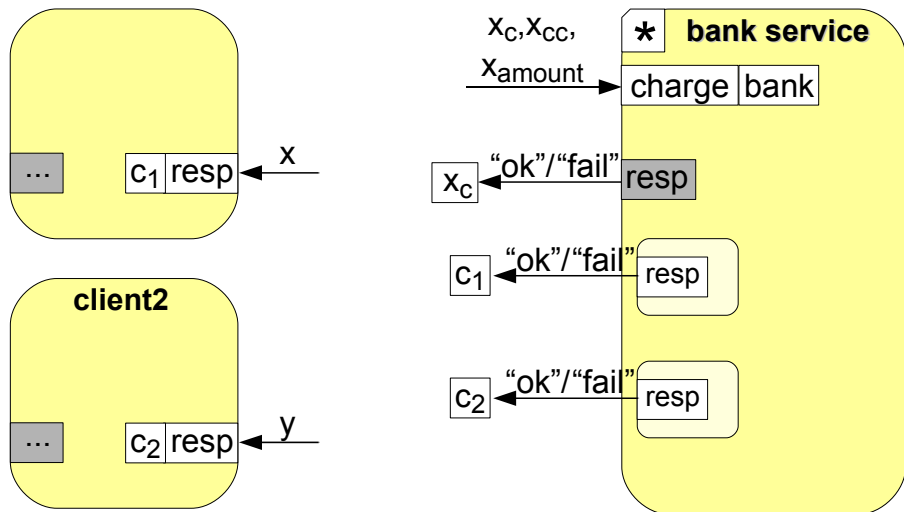 ... c1 resp x
client2
... c2 resp y
xc,xcc,
xamount
* bank service
charge bank
xc "ok"/"fail" resp
c1 “ok”/“fail” resp
c2 “ok”/“fail” resp